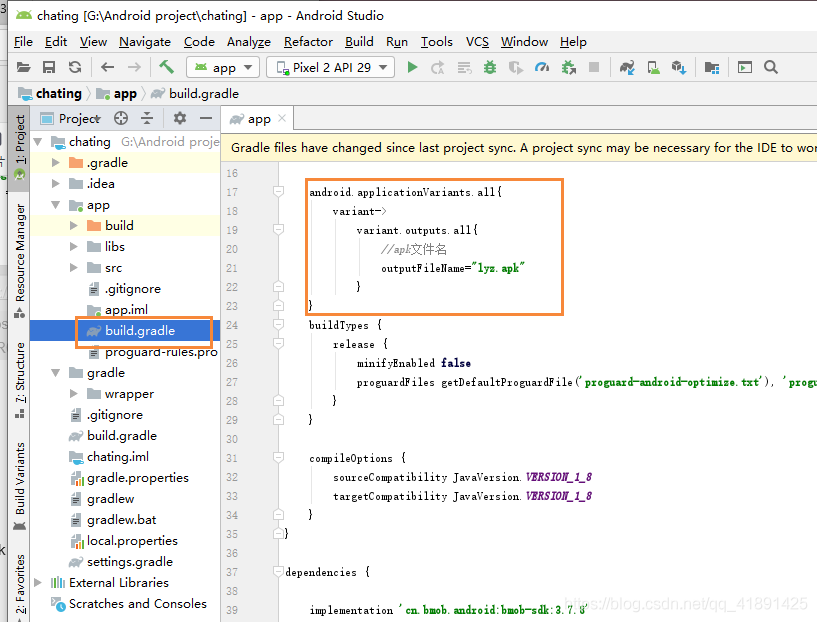 chating [G:\Android project\chating] - app - Android Studio
File Edit View Navigate Code Analyze Refactor Build Run Tools VCS Window Help
app Pixel 2 API 29
chating app build.gradle
1: Project
Resource Manager
7: Structure
Build Variants
2: Favorites
Project
chating G:\Android proje
.gradle
.idea
app
build
libs
src
.gitignore
app.iml
build.gradle
proguard-rules.pro
gradle
wrapper
.gitignore
build.gradle
chating.iml
gradle.properties
gradlew
gradlew.bat
local.properties
settings.gradle
External Libraries
Scratches and Consoles
app
Gradle files have changed since last project sync. A project sync may be necessary for the IDE to wor
16
17 android.applicationVariants.all{
18 variant->
19 variant.outputs.all{
20 //apk文件名
21 outputFileName="lyz.apk"
22 }
23 }
24 buildTypes {
25 release {
26 minifyEnabled false
27 proguardFiles getDefaultProguardFile('proguard-android-optimize.txt'), 'progu
28 }
29 }
30
31 compileOptions {
32 sourceCompatibility JavaVersion.VERSION_1_8
33 targetCompatibility JavaVersion.VERSION_1_8
34 }
35 }
36
37 dependencies {
38
39 implementation 'cn.bmob.android:bmob-sdk:3.7.8'
https://blog.csdn.net/qq_41891425